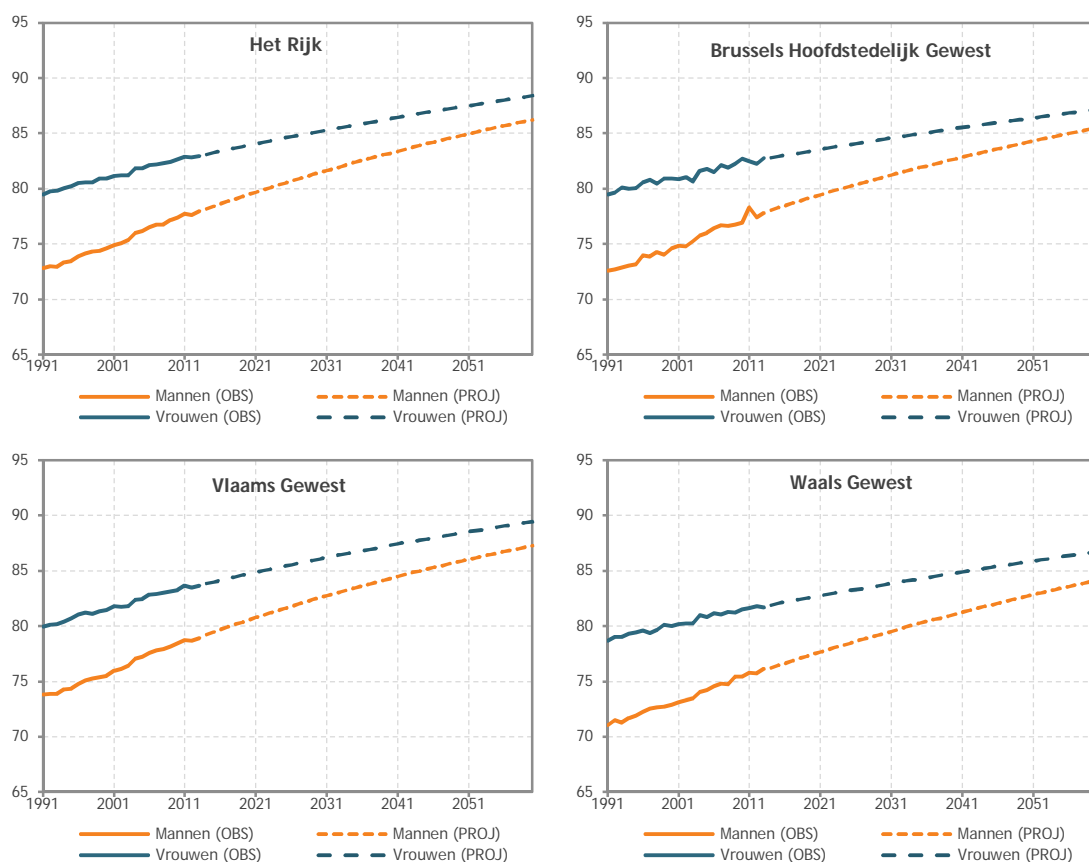 Het Rijk
95
90
85
80
75
70
65
1991 2001 2011 2021 2031 2041 2051
Mannen (OBS) Mannen (PROJ)
Vrouwen (OBS) Vrouwen (PROJ)
Brussels Hoofdstedelijk Gewest
95
90
85
80
75
70
65
1991 2001 2011 2021 2031 2041 2051
Mannen (OBS) Mannen (PROJ)
Vrouwen (OBS) Vrouwen (PROJ)
Vlaams Gewest
95
90
85
80
75
70
65
1991 2001 2011 2021 2031 2041 2051
Mannen (OBS) Mannen (PROJ)
Vrouwen (OBS) Vrouwen (PROJ)
Waals Gewest
95
90
85
80
75
70
65
1991 2001 2011 2021 2031 2041 2051
Mannen (OBS) Mannen (PROJ)
Vrouwen (OBS) Vrouwen (PROJ)